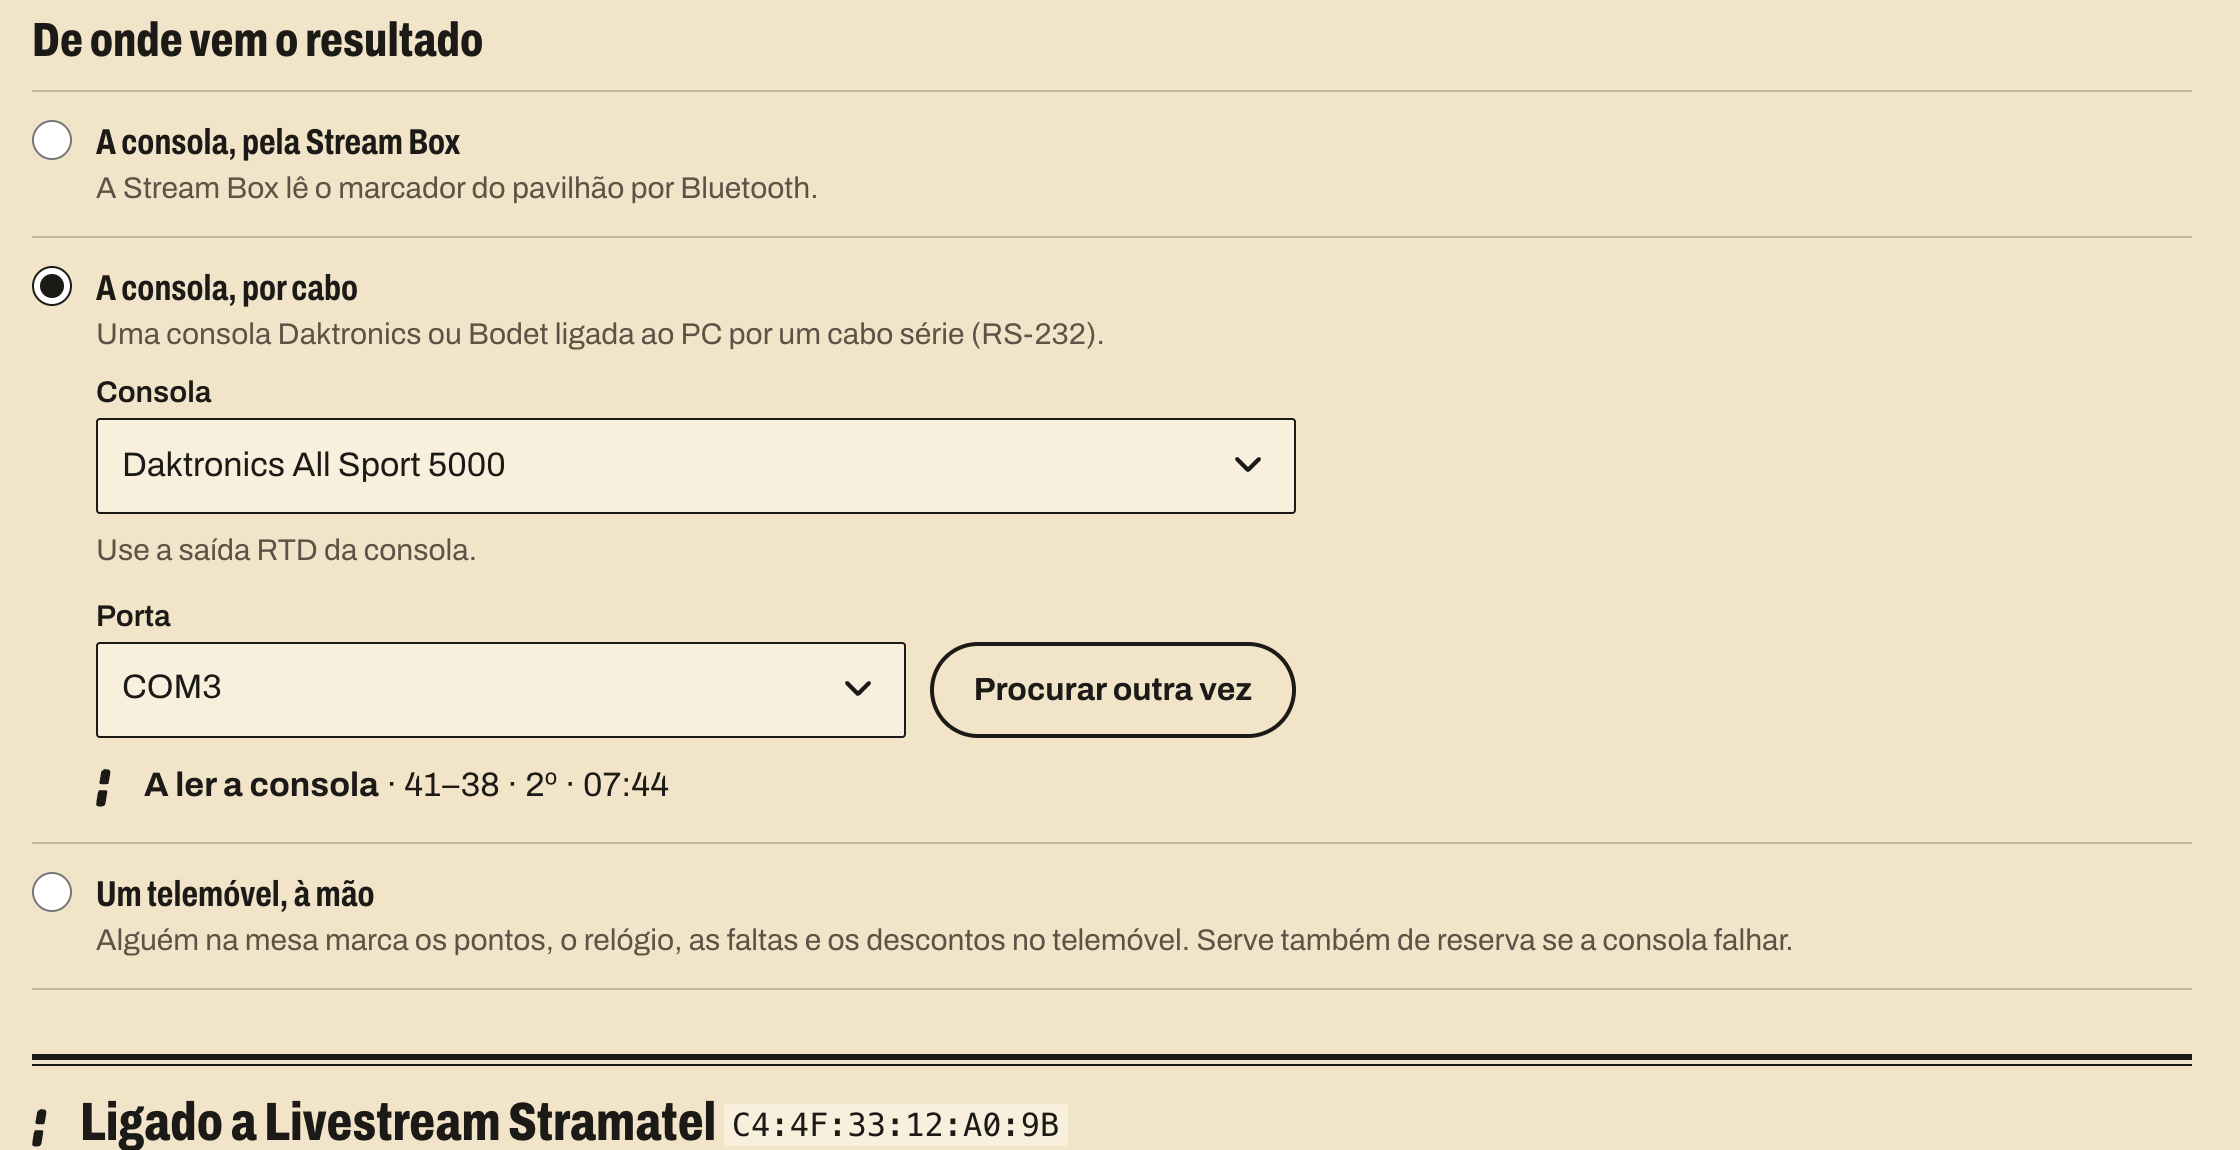 De onde vem o resultado
A consola, pela Stream Box
A Stream Box lê o marcador do pavilhão por Bluetooth.
A consola, por cabo
Uma consola Daktronics ou Bodet ligada ao PC por um cabo série (RS-232).
Consola
Daktronics All Sport 5000
Use a saída RTD da consola.
Porta
COM3
Procurar outra vez
A ler a consola · 41–38 · 2º · 07:44
Um telemóvel, à mão
Alguém na mesa marca os pontos, o relógio, as faltas e os descontos no telemóvel. Serve também de reserva se a consola falhar.
Ligado a Livestream Stramatel C4:4F:33:12:A0:9B